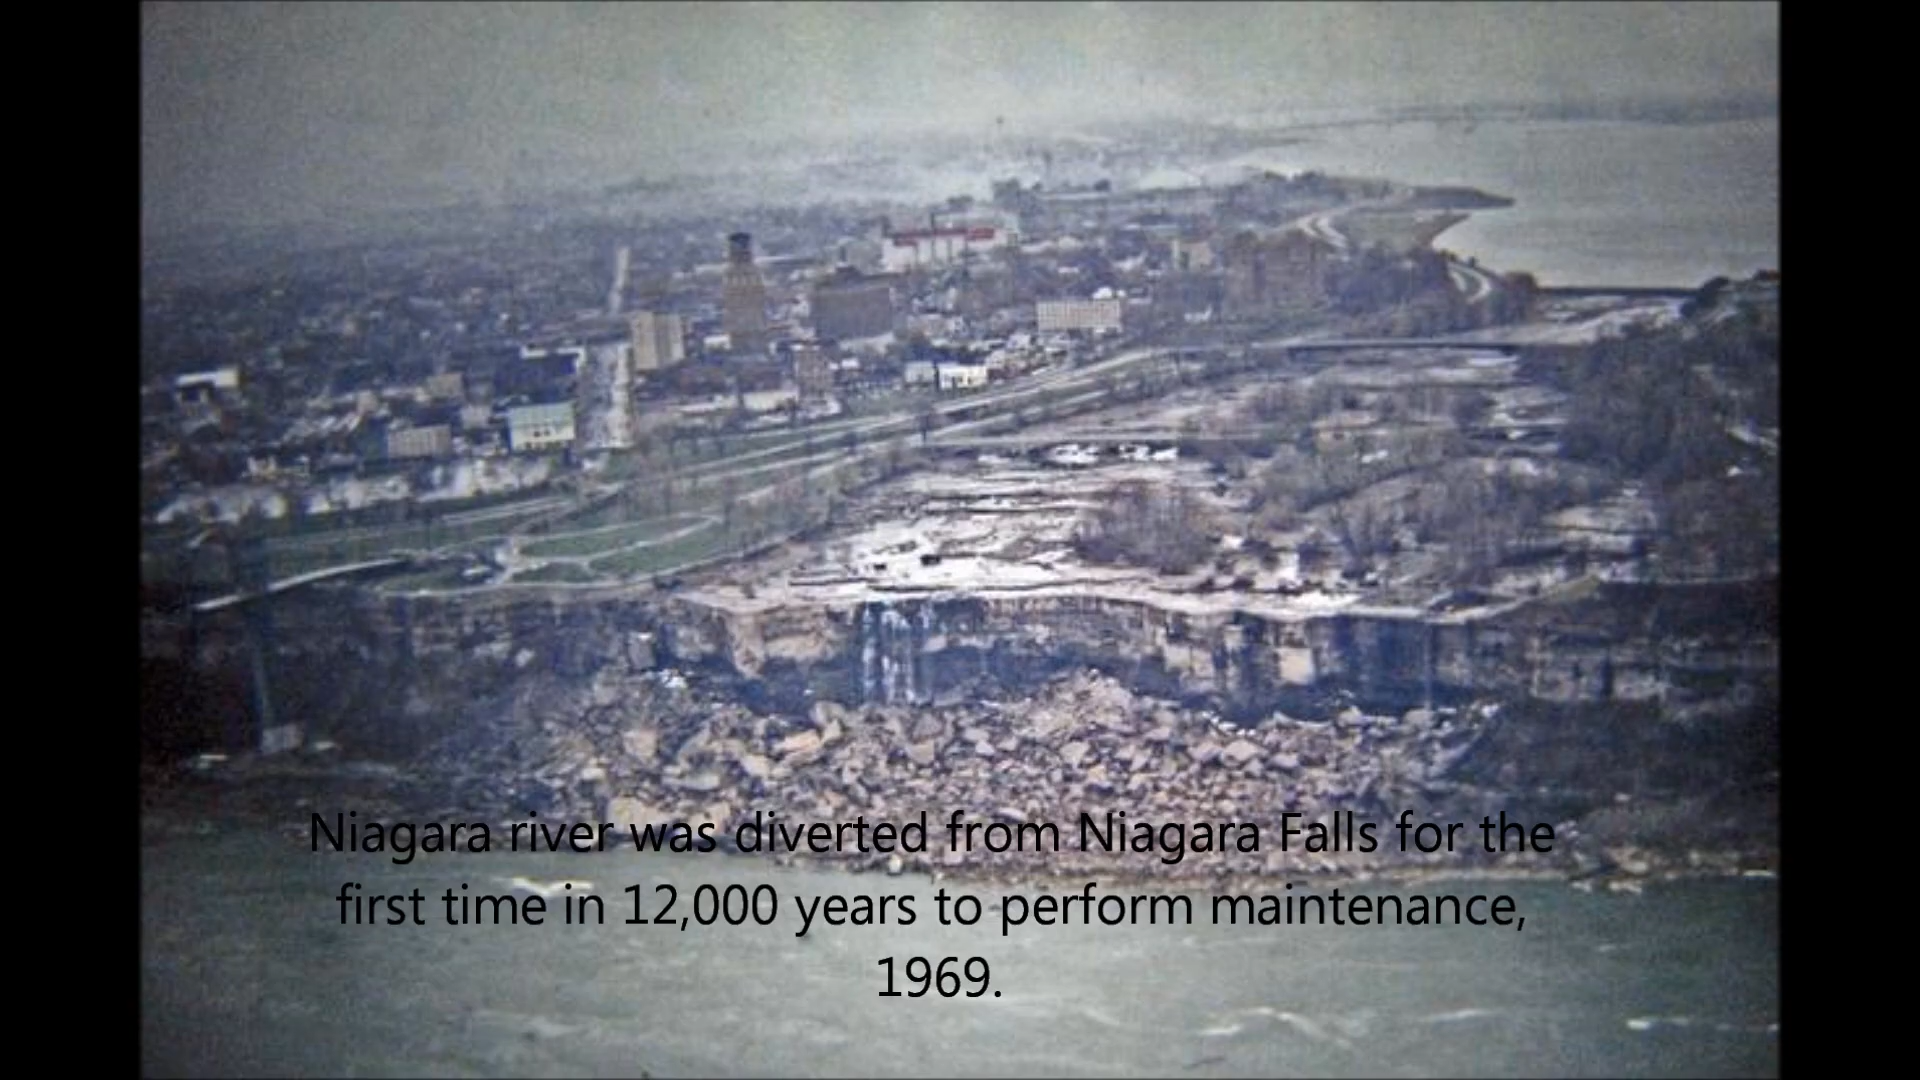 Niagara river was diverted from Niagara Falls for the
first time in 12,000 years to perform maintenance,
1969.